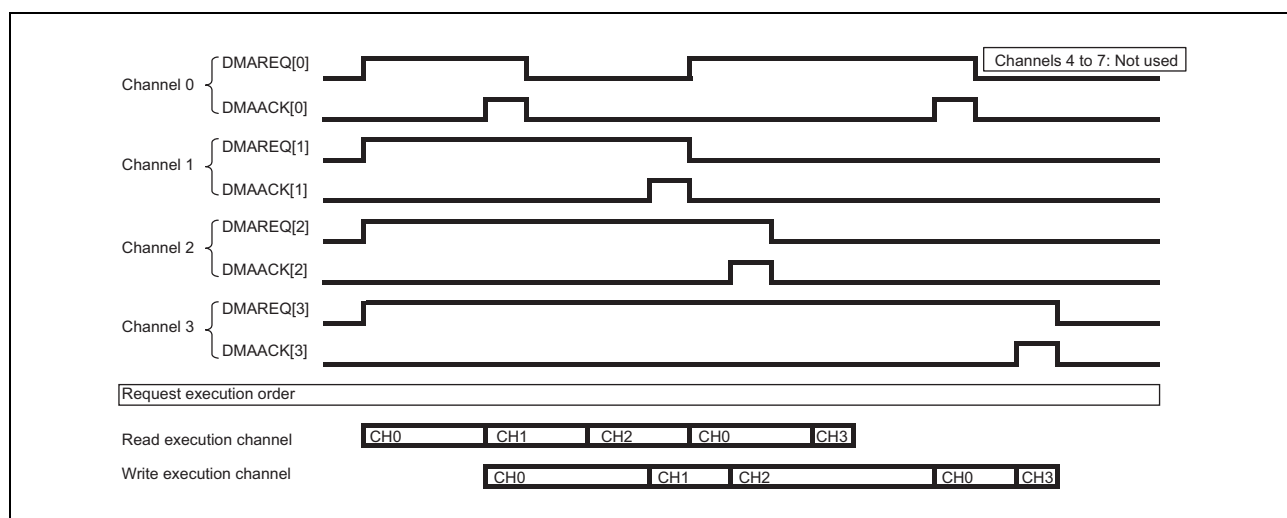 DMAREQ[0]
Channels 4 to 7: Not used
Channel 0
DMAACK[0]
DMAREQ[1]
Channel 1
DMAACK[1]
DMAREQ[2]
Channel 2
DMAACK[2]
DMAREQ[3]
Channel 3
DMAACK[3]
Request execution order
Read execution channel CH0 CH1 CH2 CH0 CH3
Write execution channel CH0 CH1 CH2 CH0 CH3